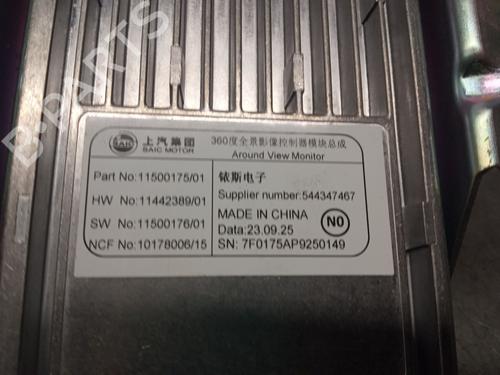 B-PARTS
SAIC
上汽集团
SAIC MOTOR
360度全景影像控制器模块总成
Around View Monitor
Part No:11500175/01
HW No:11442389/01
SW No:11500176/01
NCF No:10178006/15
铱斯电子
Supplier number:544347467
MADE IN CHINA
Data:23.09.25
N0
SN: 7F0175AP9250149